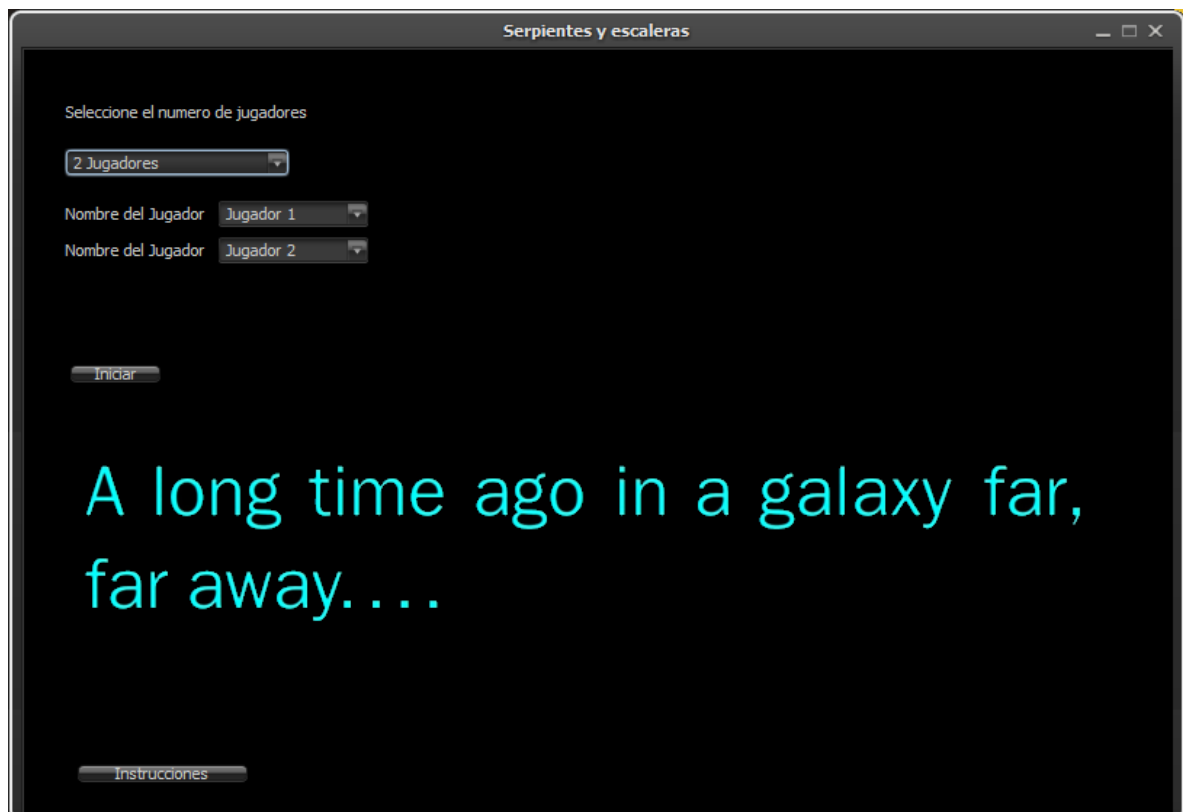 Serpientes y escaleras
Seleccione el numero de jugadores
2 Jugadores
Nombre del Jugador Jugador 1
Nombre del Jugador Jugador 2
Iniciar
A long time ago in a galaxy far,
far away....
Instrucciones